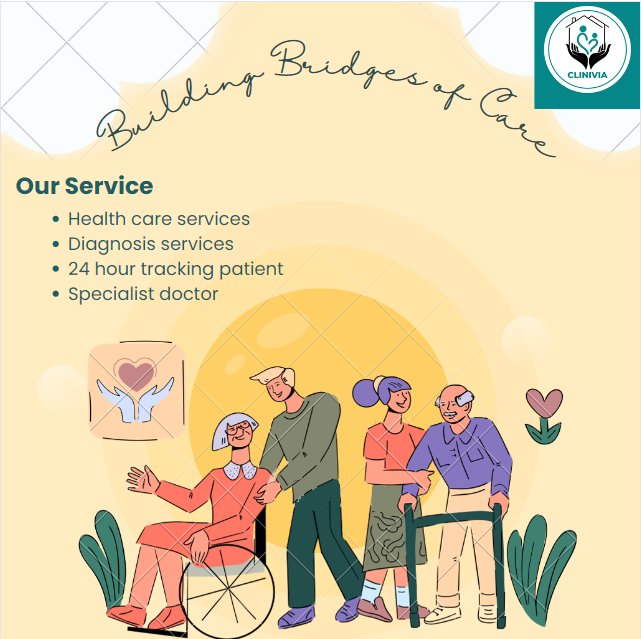 CLINIVIA
Building Bridges of Care
Our Service
Health care services
Diagnosis services
24 hour tracking patient
Specialist doctor